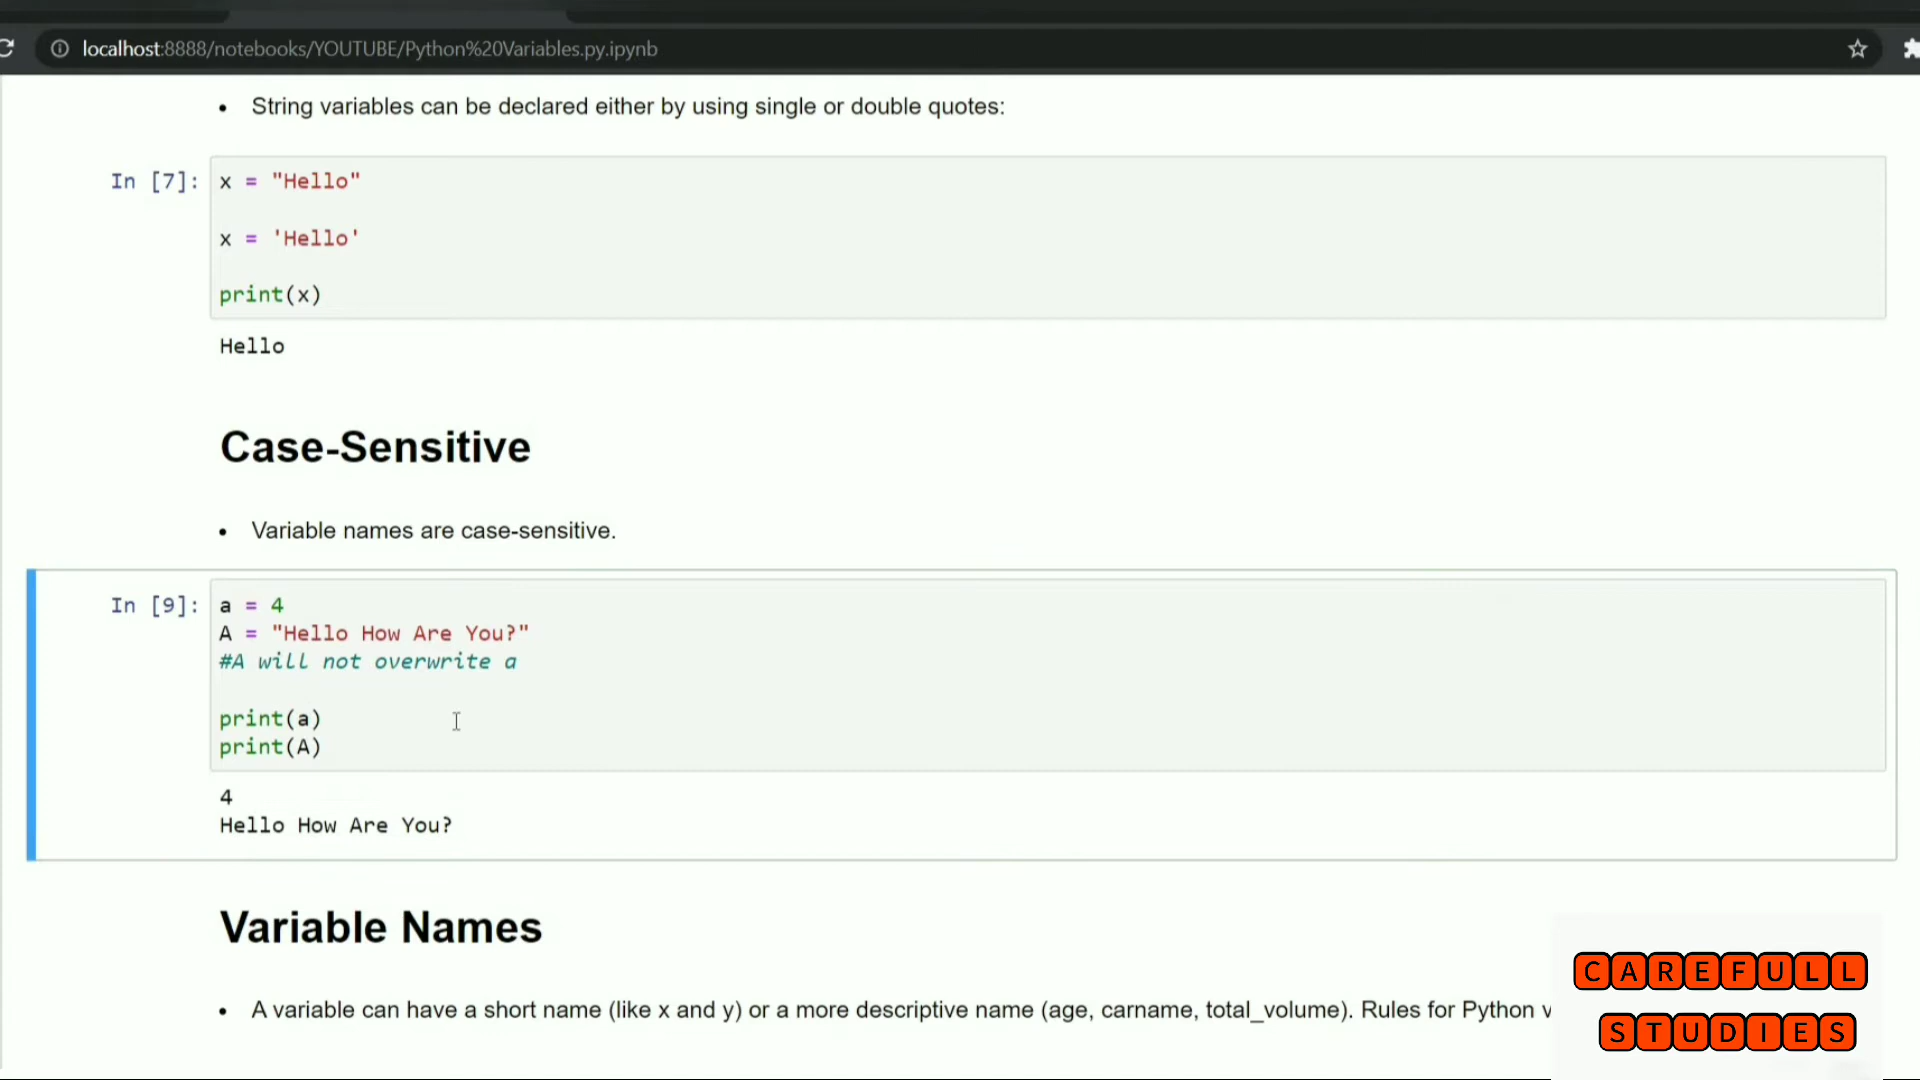 localhost:8888/notebooks/YOUTUBE/Python%20Variables.py.ipynb
• String variables can be declared either by using single or double quotes:
In [7]: x = "Hello"
x = 'Hello'
print(x)
Hello
Case-Sensitive
• Variable names are case-sensitive.
In [9]: a = 4
A = "Hello How Are You?"
#A will not overwrite a
print(a)
print(A)
4
Hello How Are You?
Variable Names
• A variable can have a short name (like x and y) or a more descriptive name (age, carname, total_volume). Rules for Python v
CAREFULL
STUDIES